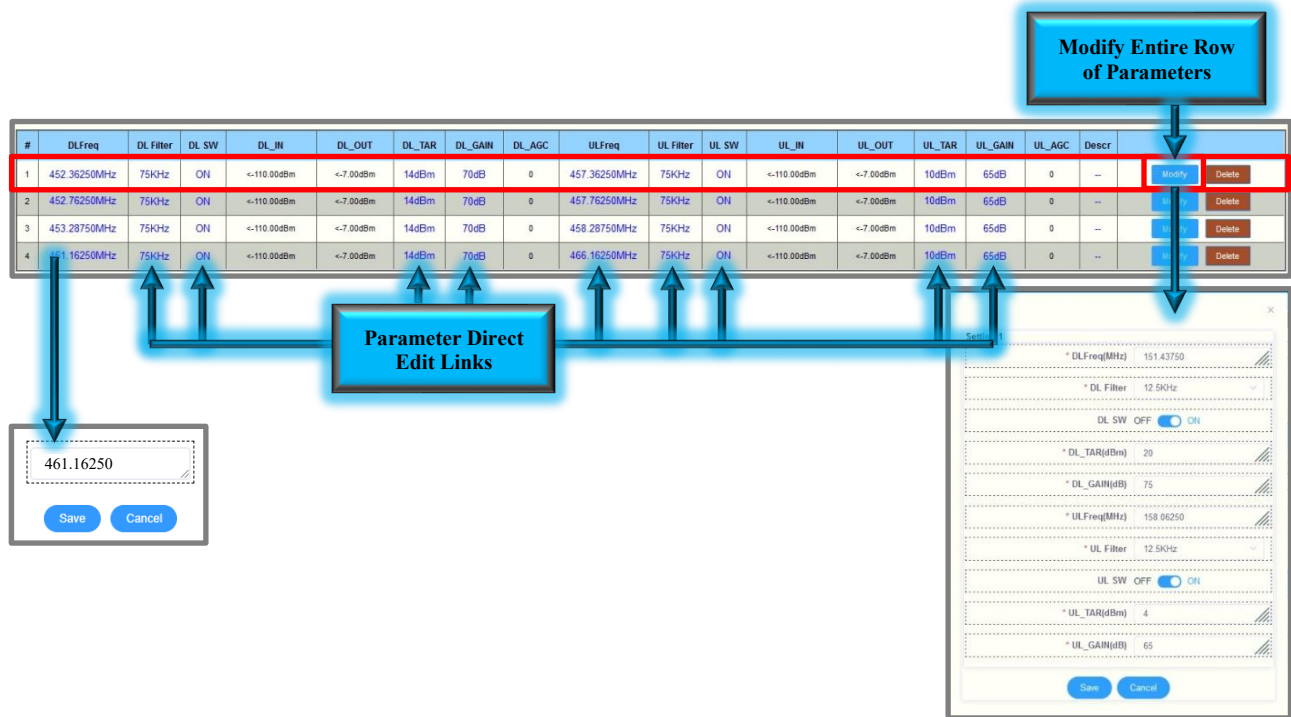 Modify Entire Row
of Parameters
# DLFreq DL Filter DL SW DL_IN DL_OUT DL_TAR DL_GAIN DL_AGC ULFreq UL Filter UL SW UL_IN UL_OUT UL_TAR UL_GAIN UL_AGC Descr
1 452.36250MHz 75KHz ON <-110.00dBm <-7.00dBm 14dBm 70dB 0 457.36250MHz 75KHz ON <-110.00dBm <-7.00dBm 10dBm 65dB 0 -- Modify Delete
2 452.76250MHz 75KHz ON <-110.00dBm <-7.00dBm 14dBm 70dB 0 457.76250MHz 75KHz ON <-110.00dBm <-7.00dBm 10dBm 65dB 0 -- Delete
3 453.28750MHz 75KHz ON <-110.00dBm <-7.00dBm 14dBm 70dB 0 458.28750MHz 75KHz ON <-110.00dBm <-7.00dBm 10dBm 65dB 0 -- Delete
4 461.16250MHz 75KHz ON <-110.00dBm <-7.00dBm 14dBm 70dB 0 466.16250MHz 75KHz ON <-110.00dBm <-7.00dBm 10dBm 65dB 0 -- Delete
Parameter Direct
Edit Links
461.16250
Save Cancel
×
* DLFreq(MHz) 151.43750
* DL Filter 12.5KHz
DL SW OFF ON
* DL_TAR(dBm) 20
* DL_GAIN(dB) 75
* ULFreq(MHz) 158.06250
* UL Filter 12.5KHz
UL SW OFF ON
* UL_TAR(dBm) 4
* UL_GAIN(dB) 65
Save Cancel